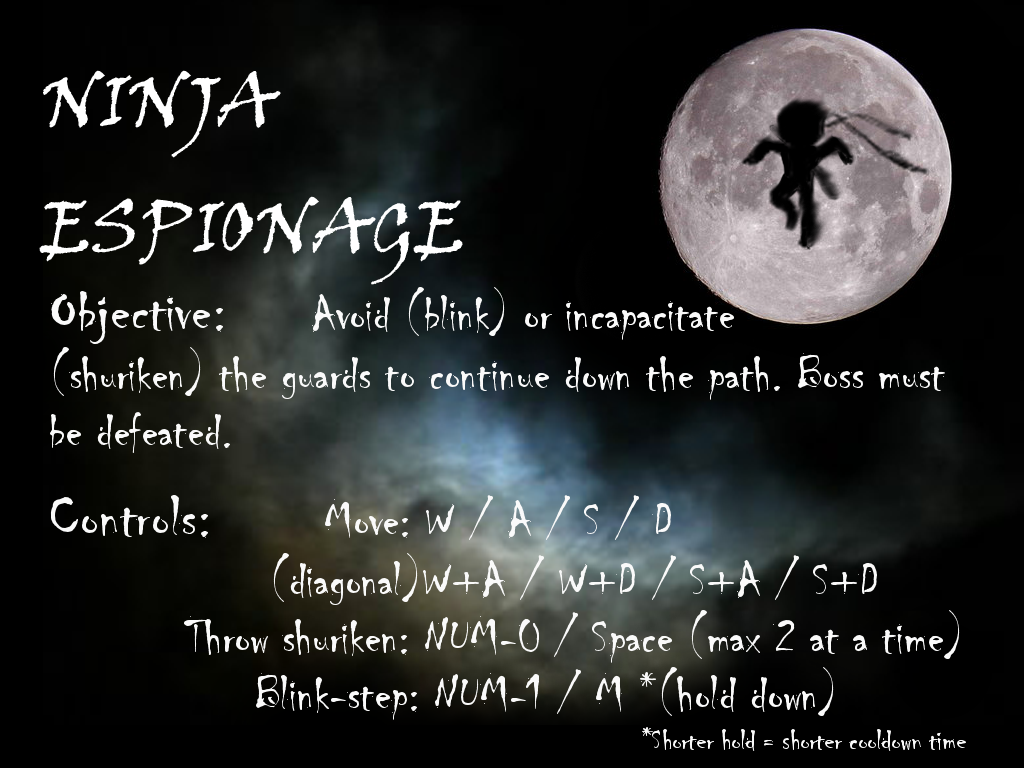 NINJA
ESPIONAGE
Objective: Avoid (blink) or incapacitate
(shuriken) the guards to continue down the path. Boss must
be defeated.
Controls: Move: W / A / S / D
(diagonal)W+A / W+D / S+A / S+D
Throw shuriken: NUM-0 / Space (max 2 at a time)
Blink-step: NUM-1 / M *(hold down)
*Shorter hold = shorter cooldown time